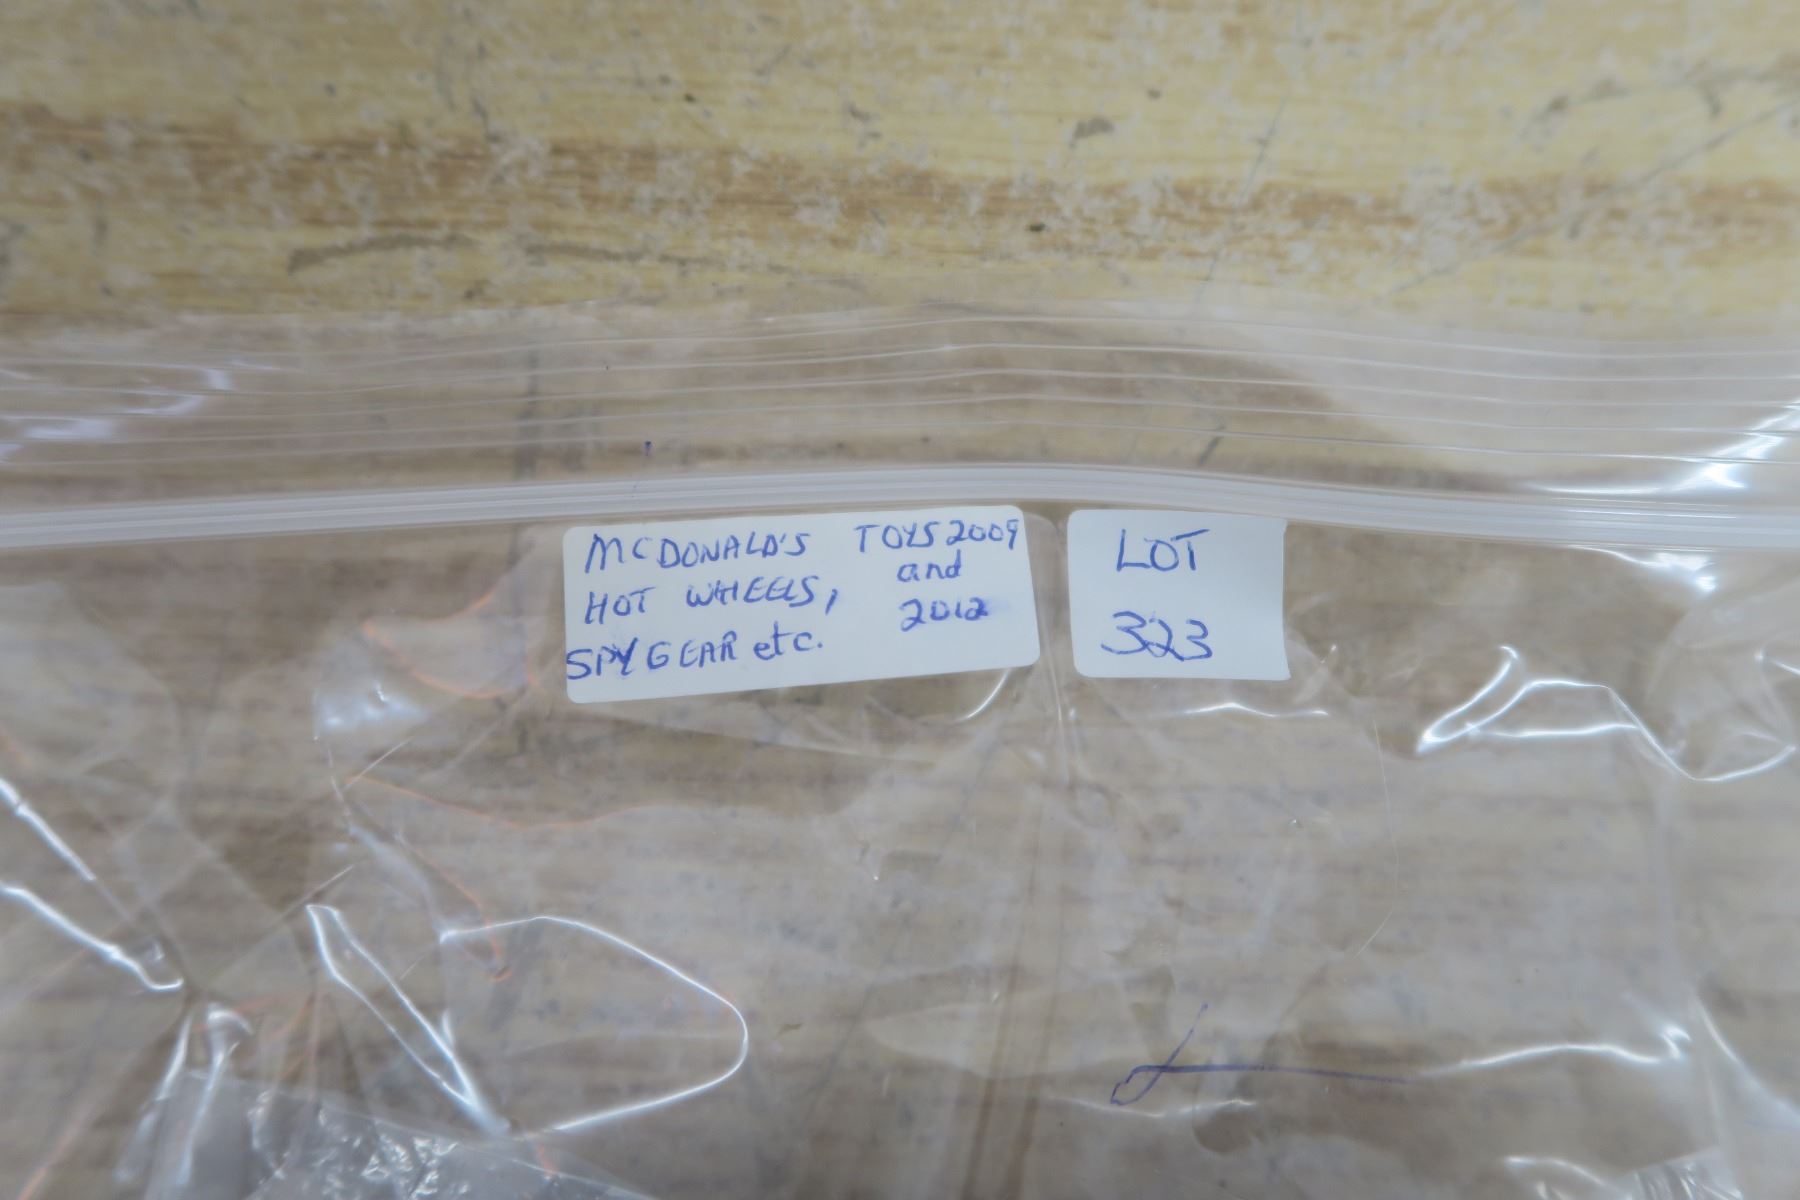 McDONALD'S TOYS 2009
HOT WHEELS, and
SPY GEAR etc. 2012
LOT
323